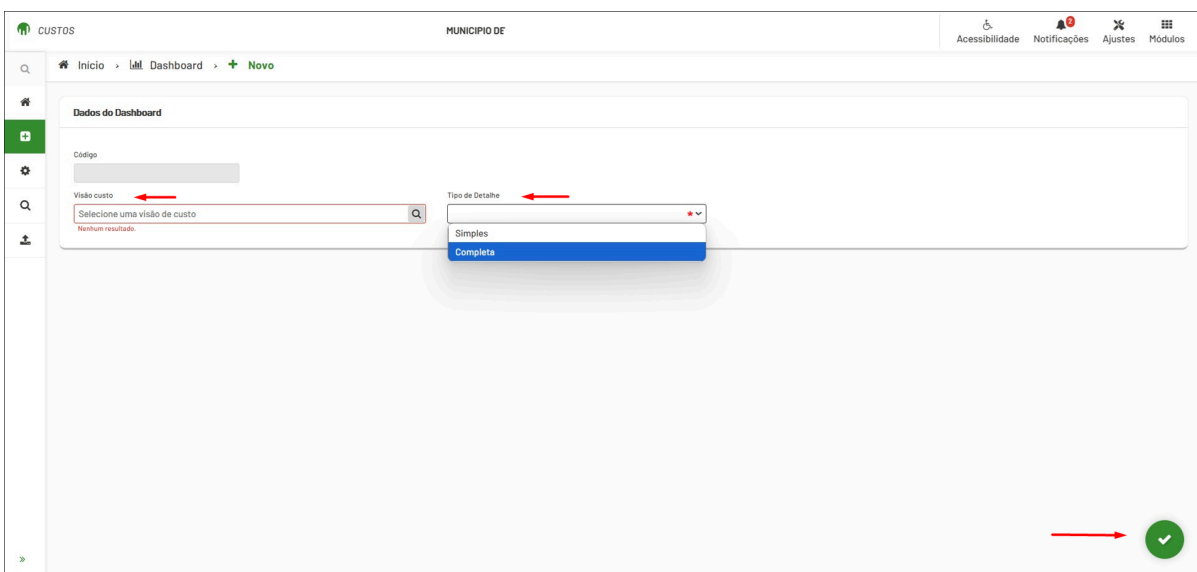 CUSTOS
MUNICIPIO DE
2
Acessibilidade Notificações Ajustes Módulos
Início > Dashboard > + Novo
Dados do Dashboard
Código
Visão custo
Tipo de Detalhe
Selecione uma visão de custo
*
Nenhum resultado.
Simples
Completa
»